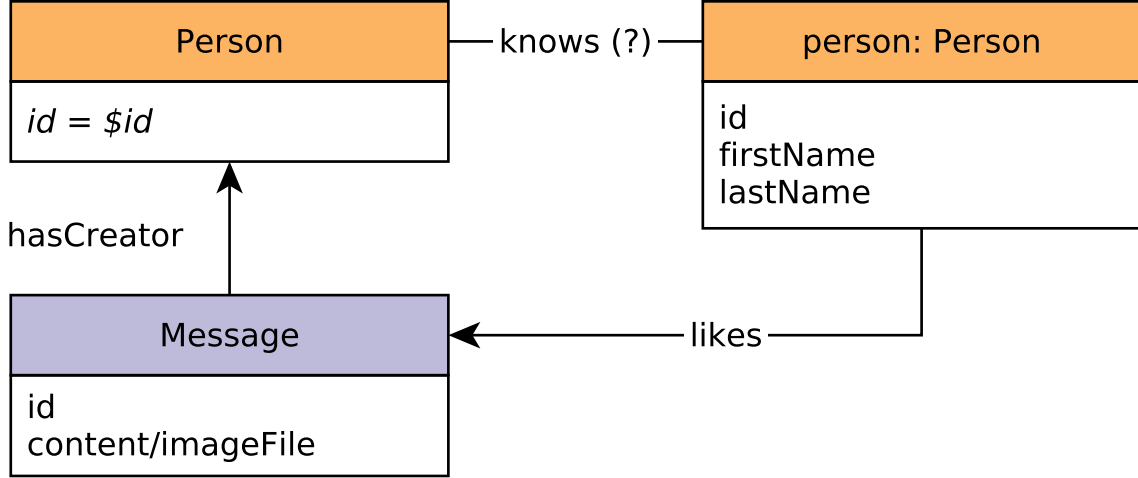 Person
knows (?)
person: Person
id = $id
id
firstName
lastName
hasCreator
Message
likes
id
content/imageFile